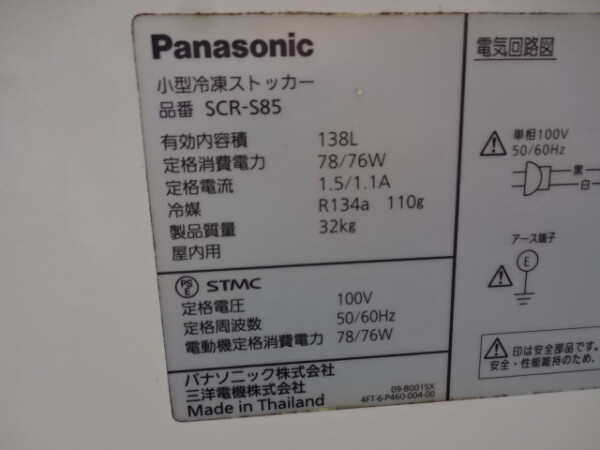 Panasonic
小型冷凍ストッカー
品番 SCR-S85
有効内容積 138L
定格消費電力 78/76W
定格電流 1.5/1.1A
冷媒 R134a 110g
製品質量 32kg
屋内用
PS E STMC
定格電圧 100V
定格周波数 50/60Hz
電動機定格消費電力 78/76W
パナソニック株式会社
三洋電機株式会社
Made in Thailand
09-B001SX
4FT-6-P460-004-00
電気回路図
単相100V
50/60Hz
黒
白
アース端子
E
印は安全部品です。
安全・性能維持のため、